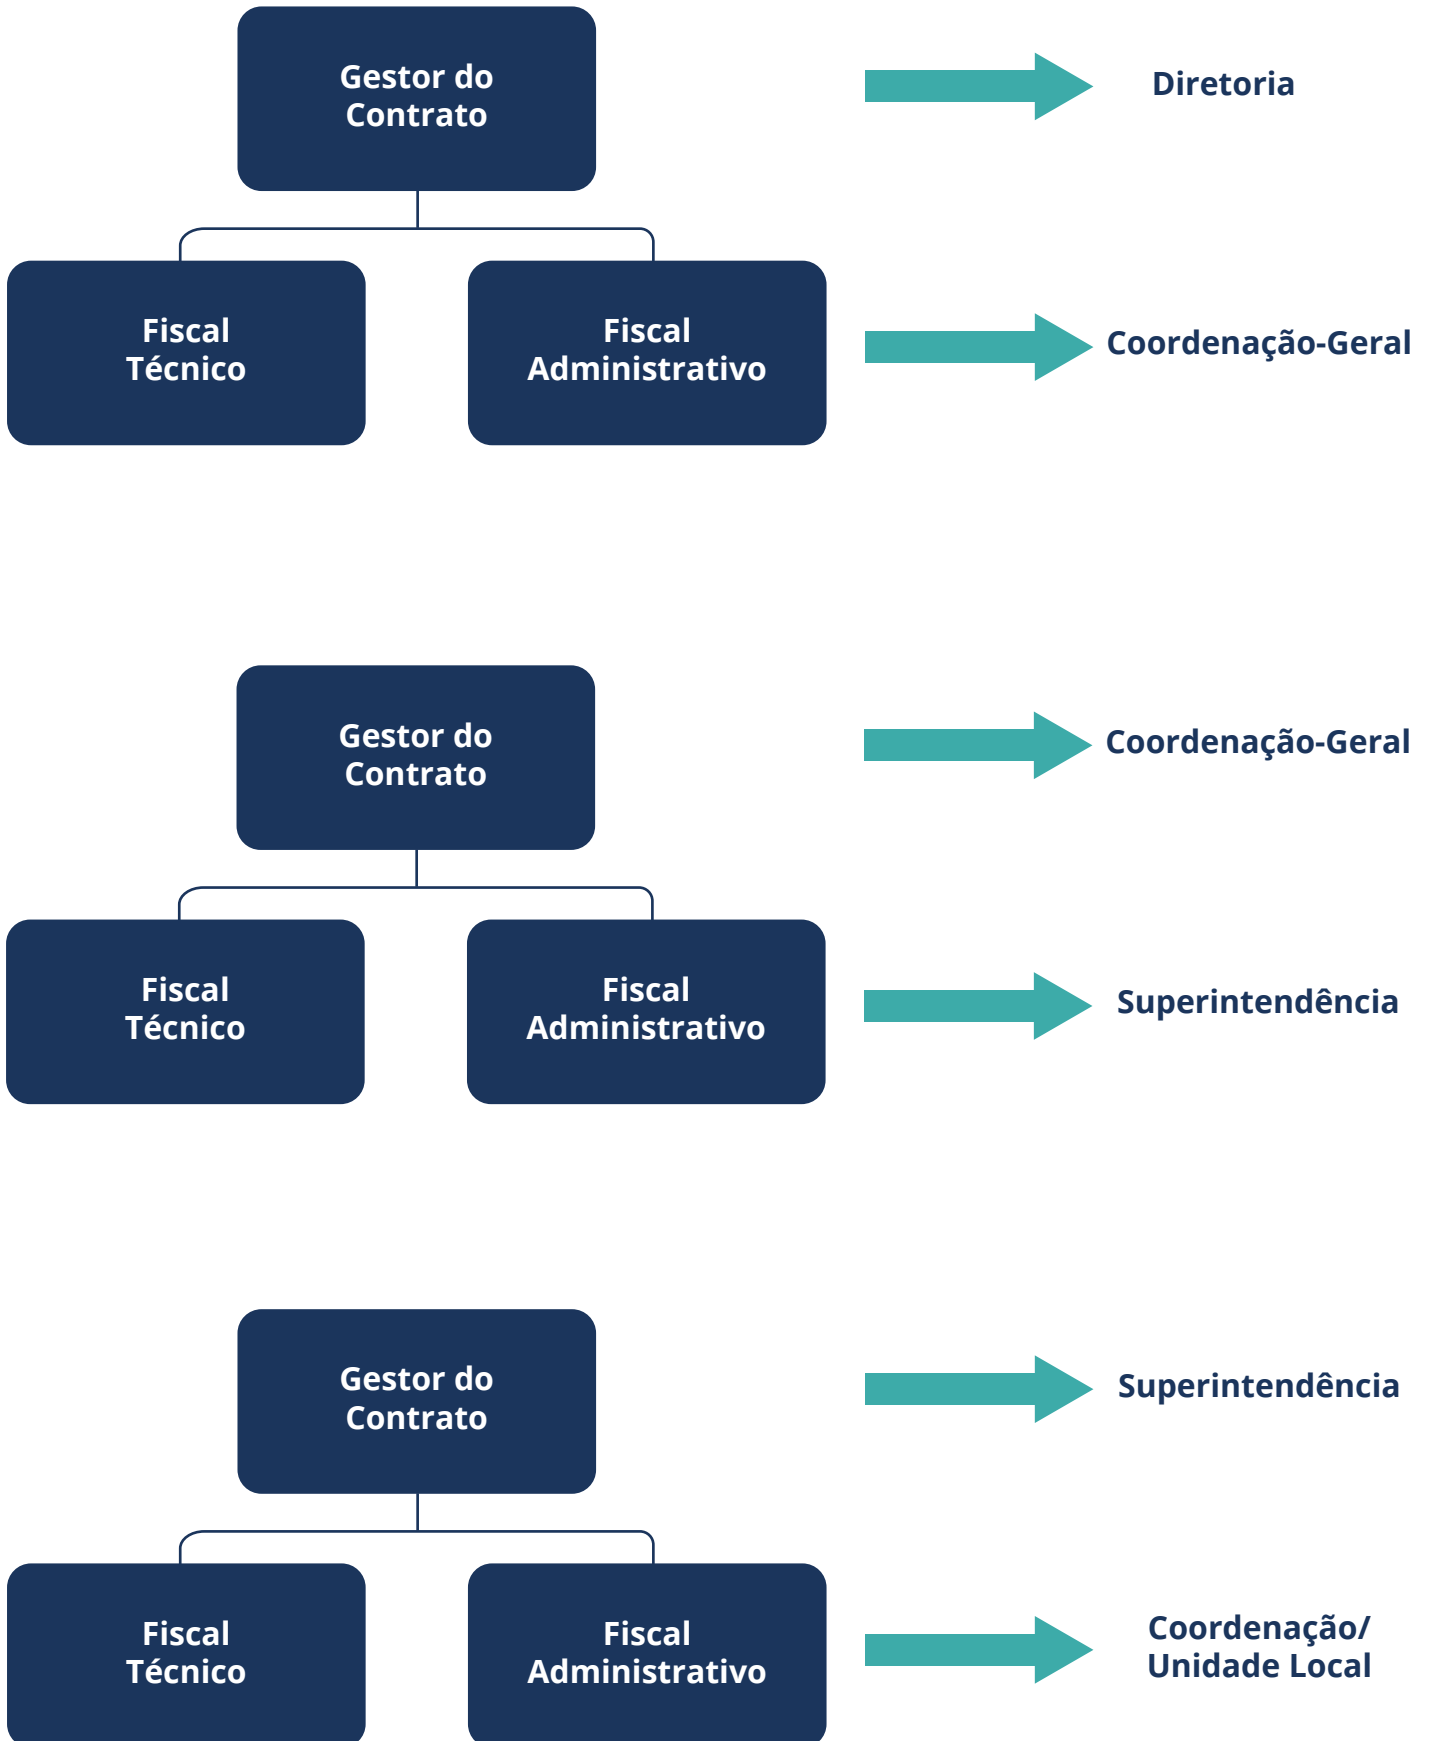 Gestor do
Contrato
Diretoria
Fiscal
Técnico
Fiscal
Administrativo
Coordenação-Geral
Gestor do
Contrato
Coordenação-Geral
Fiscal
Técnico
Fiscal
Administrativo
Superintendência
Gestor do
Contrato
Superintendência
Fiscal
Técnico
Fiscal
Administrativo
Coordenação/
Unidade Local